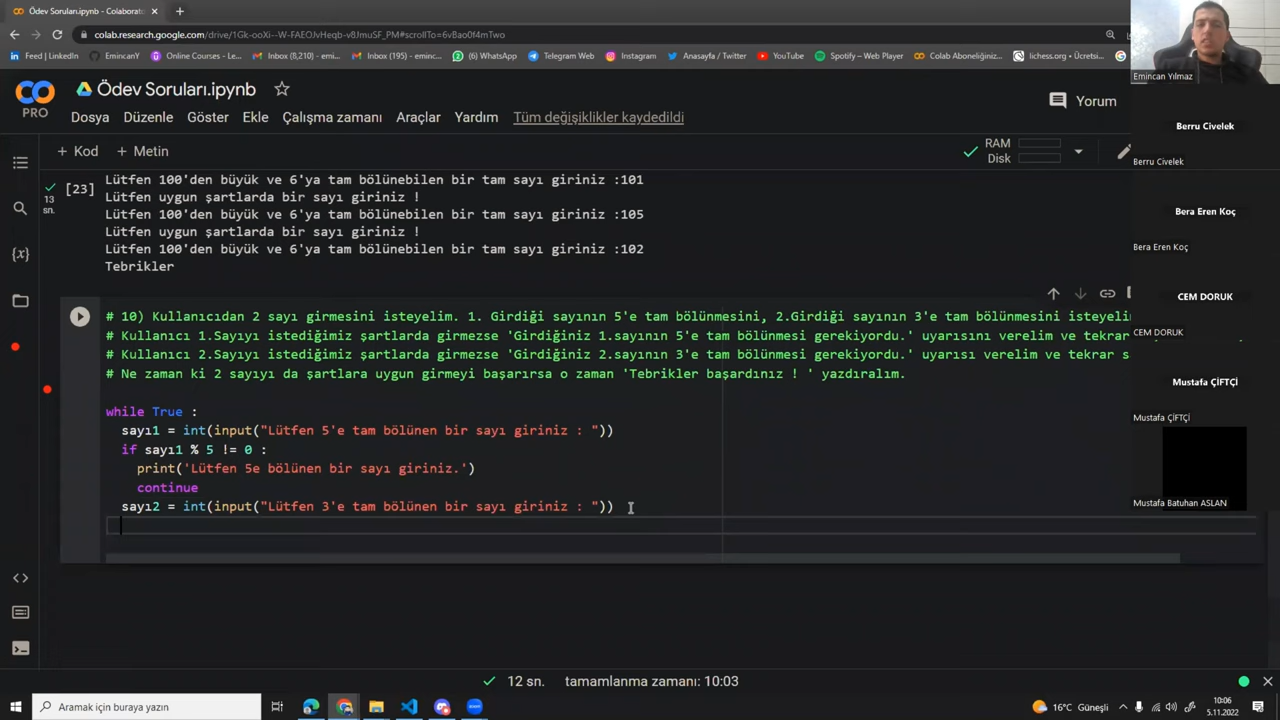 Ödev Soruları.ipynb - Colaborato
colab.research.google.com/drive/1Gk-ooXi--W-FAEOJvHeqb-v8JmuSF_PM#scrollTo=6vBao0f4mTwo
Feed | LinkedIn
EmincanY
Online Courses - Le...
Inbox (8,210) - emi...
Inbox (195) - eminc...
(6) WhatsApp
Telegram Web
Instagram
Anasayfa / Twitter
YouTube
Spotify – Web Player
Colab Aboneliğiniz...
lichess.org • Ücretsi...
Ödev Soruları.ipynb
PRO
Yorum
Dosya Düzenle Göster Ekle Çalışma zamanı Araçlar Yardım Tüm değişiklikler kaydedildi
+ Kod + Metin
RAM
Disk
[23]
13
sn.
Lütfen 100'den büyük ve 6'ya tam bölünebilen bir tam sayı giriniz :101
Lütfen uygun şartlarda bir sayı giriniz !
Lütfen 100'den büyük ve 6'ya tam bölünebilen bir tam sayı giriniz :105
Lütfen uygun şartlarda bir sayı giriniz !
Lütfen 100'den büyük ve 6'ya tam bölünebilen bir tam sayı giriniz :102
Tebrikler
# 10) Kullanıcıdan 2 sayı girmesini isteyelim. 1. Girdiği sayının 5'e tam bölünmesini, 2.Girdiği sayının 3'e tam bölünmesini isteyelim
# Kullanıcı 1.Sayıyı istediğimiz şartlarda girmezse 'Girdiğiniz 1.sayının 5'e tam bölünmesi gerekiyordu.' uyarısını verelim ve tekrar
# Kullanıcı 2.Sayıyı istediğimiz şartlarda girmezse 'Girdiğiniz 2.sayının 3'e tam bölünmesi gerekiyordu.' uyarısı verelim ve tekrar s
# Ne zaman ki 2 sayıyı da şartlara uygun girmeyi başarırsa o zaman 'Tebrikler başardınız ! ' yazdıralım.
while True :
sayı1 = int(input("Lütfen 5'e tam bölünen bir sayı giriniz : "))
if sayı1 % 5 != 0 :
print('Lütfen 5e bölünen bir sayı giriniz.')
continue
sayı2 = int(input("Lütfen 3'e tam bölünen bir sayı giriniz : "))
12 sn. tamamlanma zamanı: 10:03
Emincan Yılmaz
Berru Civelek
Berru Civelek
Bera Eren Koç
Bera Eren Koç
CEM DORUK
CEM DORUK
Mustafa ÇİFTÇİ
Mustafa ÇİFTÇİ
Mustafa Batuhan ASLAN
Aramak için buraya yazın
16°C Güneşli
10:06
5.11.2022